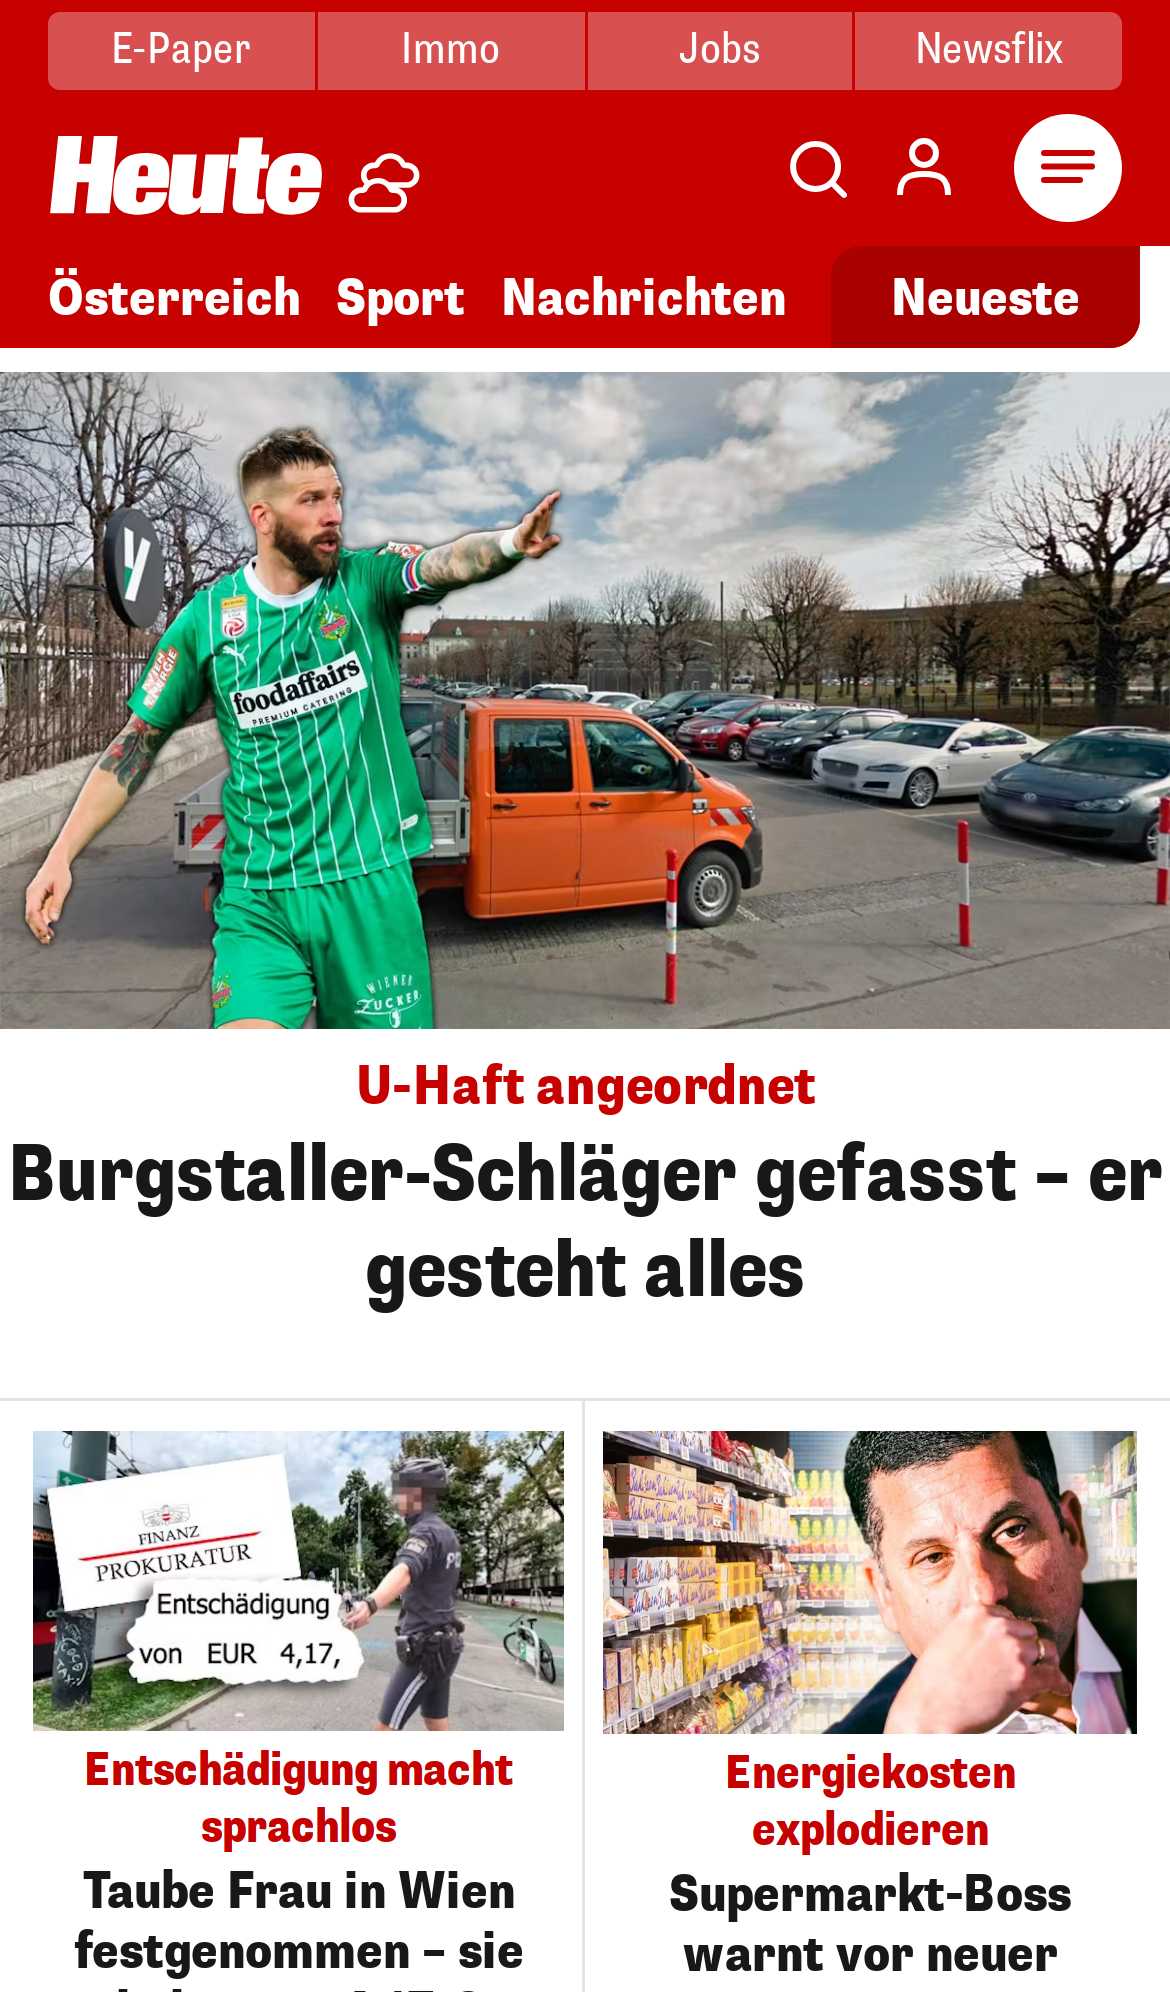 E-Paper
Immo
Jobs
Newsflix
Heute
Österreich
Sport
Nachrichten
Neueste
WIEN
ENERGIE
foodaffairs
PREMIUM CATERING
WIENER
ZUCKER
U-Haft angeordnet
Burgstaller-Schläger gefasst – er
gesteht alles
FINANZ
PROKURATUR
Entschädigung
von EUR 4,17,
Entschädigung macht
sprachlos
Taube Frau in Wien
festgenommen – sie
Energiekosten
explodieren
Supermarkt-Boss
warnt vor neuer